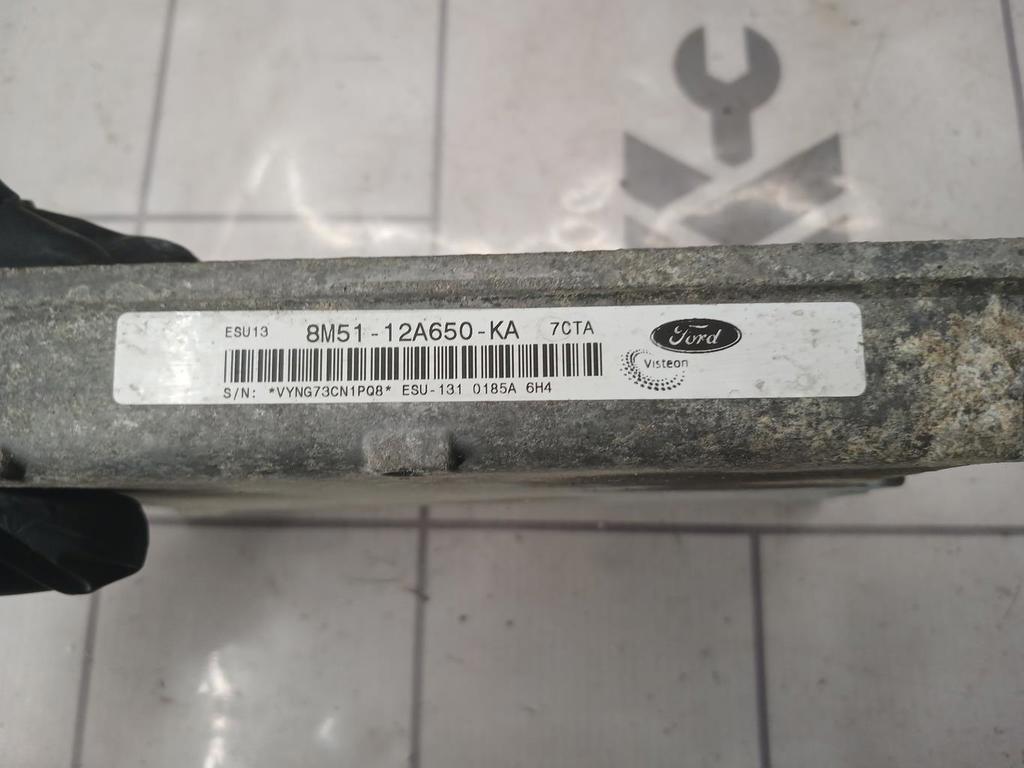 ESU13 8M51-12A650-KA 7CTA
Ford
Visteon
S/N: *VYNG73CN1PQ8* ESU-131 0185A 6H4